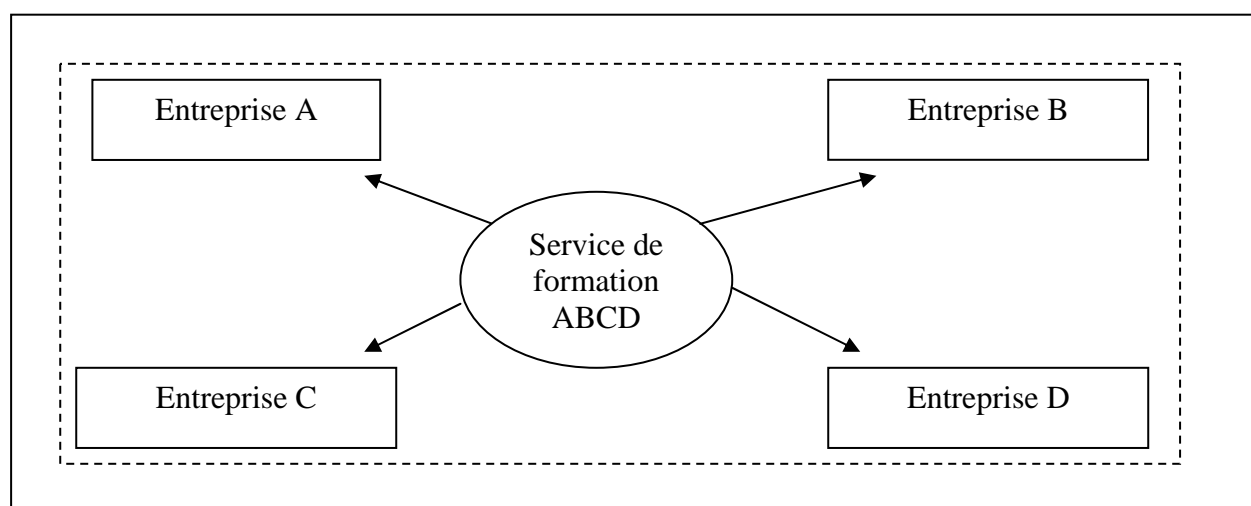 Entreprise A
Entreprise B
Service de
formation
ABCD
Entreprise C
Entreprise D